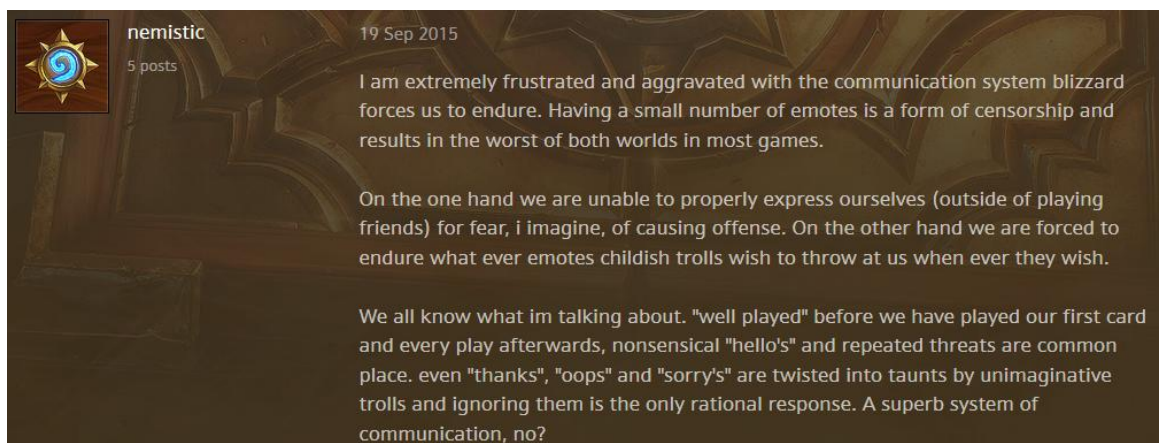 nemistic
5 posts
19 Sep 2015
I am extremely frustrated and aggravated with the communication system blizzard
forces us to endure. Having a small number of emotes is a form of censorship and
results in the worst of both worlds in most games.
On the one hand we are unable to properly express ourselves (outside of playing
friends) for fear, i imagine, of causing offense. On the other hand we are forced to
endure what ever emotes childish trolls wish to throw at us when ever they wish.
We all know what im talking about. "well played" before we have played our first card
and every play afterwards, nonsensical "hello's" and repeated threats are common
place. even "thanks", "oops" and "sorry's" are twisted into taunts by unimaginative
trolls and ignoring them is the only rational response. A superb system of
communication, no?